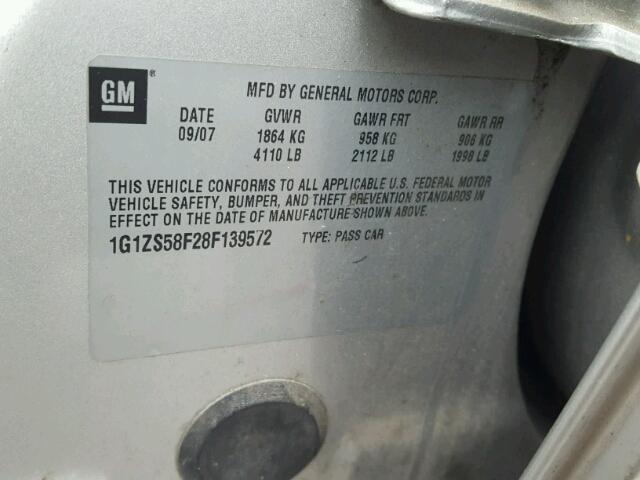 GM ®
MFD BY GENERAL MOTORS CORP.
DATE GVWR GAWR FRT GAWR RR
09/07 1864 KG 958 KG 906 KG
4110 LB 2112 LB 1998 LB
THIS VEHICLE CONFORMS TO ALL APPLICABLE U.S. FEDERAL MOTOR
VEHICLE SAFETY, BUMPER, AND THEFT PREVENTION STANDARDS IN
EFFECT ON THE DATE OF MANUFACTURE SHOWN ABOVE.
1G1ZS58F28F139572 TYPE: PASS CAR